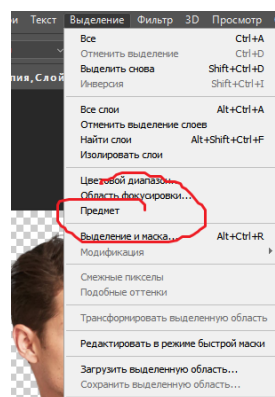 и Текст Выделение Фильтр 3D Просмотр
Все Ctrl+A
Отменить выделение Ctrl+D
Выделить снова Shift+Ctrl+D
Инверсия Shift+Ctrl+I
пия,Слой
Все слои Alt+Ctrl+A
Отменить выделение слоев
Найти слои Alt+Shift+Ctrl+F
Изолировать слои
Цветовой диапазон...
Область фокусировки...
Предмет
Выделение и маска... Alt+Ctrl+R
Модификация
Смежные пикселы
Подобные оттенки
Трансформировать выделенную область
Редактировать в режиме быстрой маски
Загрузить выделенную область...
Сохранить выделенную область...